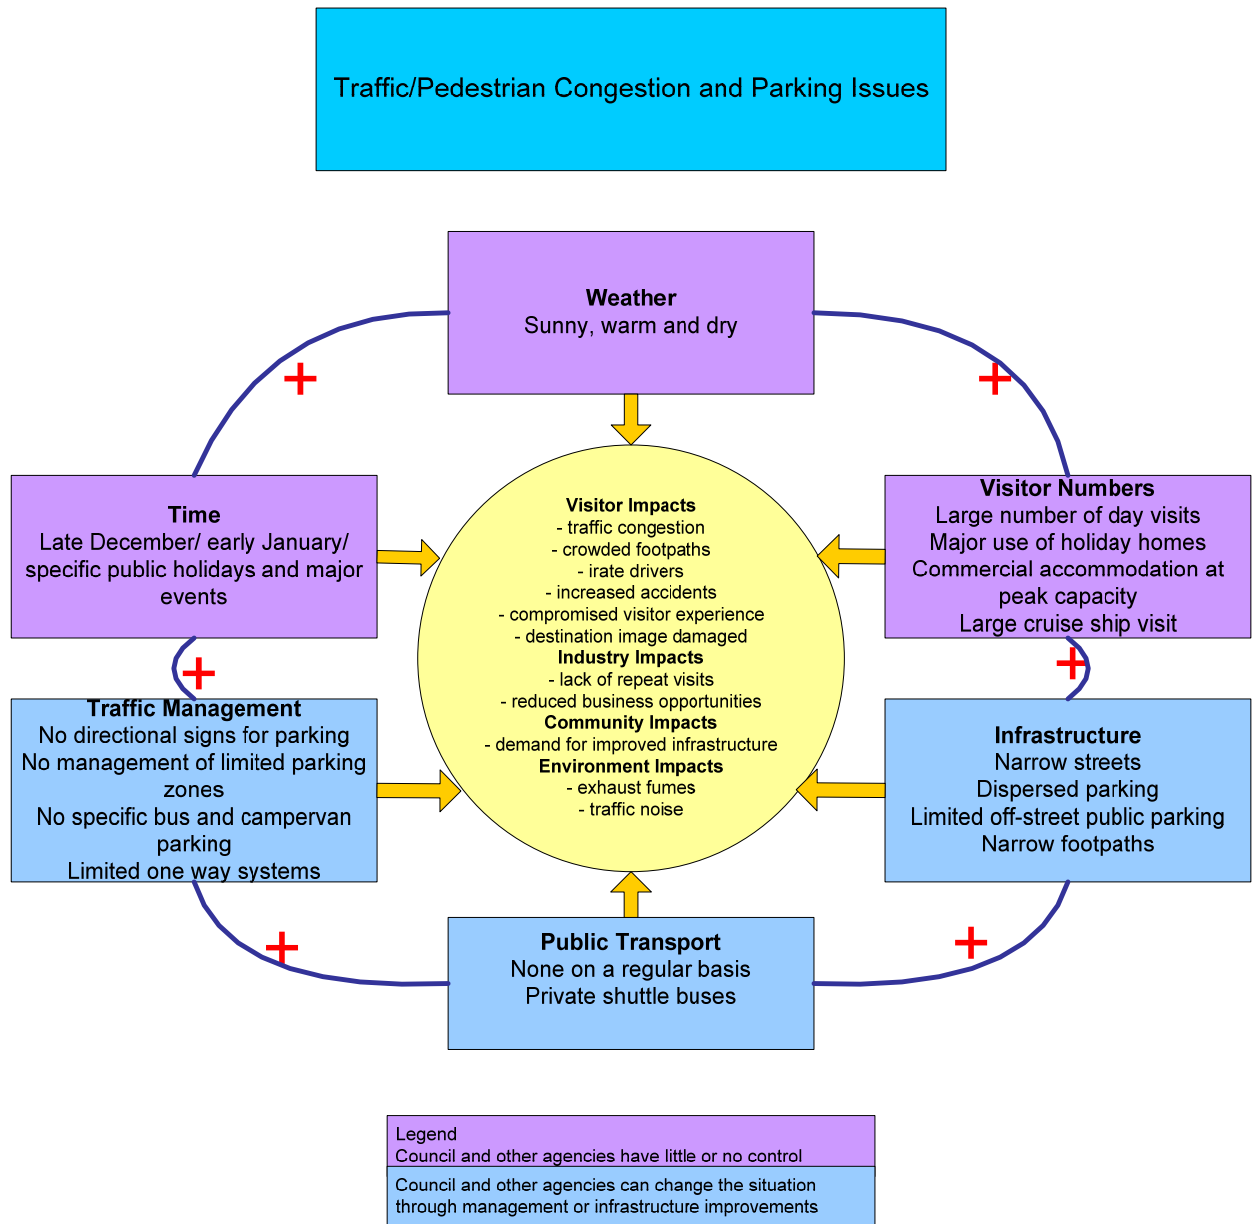 Traffic/Pedestrian Congestion and Parking Issues
Weather
Sunny, warm and dry
+
+
Time
Late December/ early January/
specific public holidays and major
events
Visitor Impacts
- traffic congestion
- crowded footpaths
- irate drivers
- increased accidents
- compromised visitor experience
- destination image damaged
Industry Impacts
- lack of repeat visits
- reduced business opportunities
Community Impacts
- demand for improved infrastructure
Environment Impacts
- exhaust fumes
- traffic noise
Visitor Numbers
Large number of day visits
Major use of holiday homes
Commercial accommodation at
peak capacity
Large cruise ship visit
+
+
Traffic Management
No directional signs for parking
No management of limited parking
zones
No specific bus and campervan
parking
Limited one way systems
Infrastructure
Narrow streets
Dispersed parking
Limited off-street public parking
Narrow footpaths
+
+
Public Transport
None on a regular basis
Private shuttle buses
Legend
Council and other agencies have little or no control
Council and other agencies can change the situation
through management or infrastructure improvements